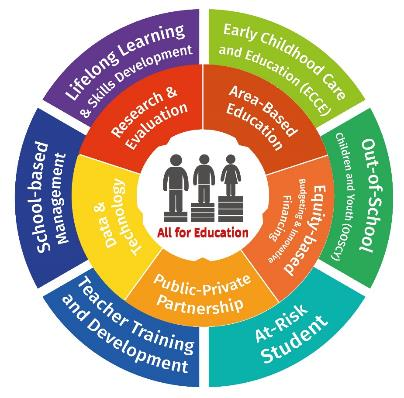 Lifelong Learning
& Skills Development
Early Childhood Care
and Education (ECCE)
Out-of-School
Children and Youth (OOSCY)
At-Risk
Student
Teacher Training
and Development
School-based
Management
Research &
Evaluation
Area-Based
Education
Equity-based
Budgeting & Innovative
Financing
Public-Private
Partnership
Data &
Technology
All for Education